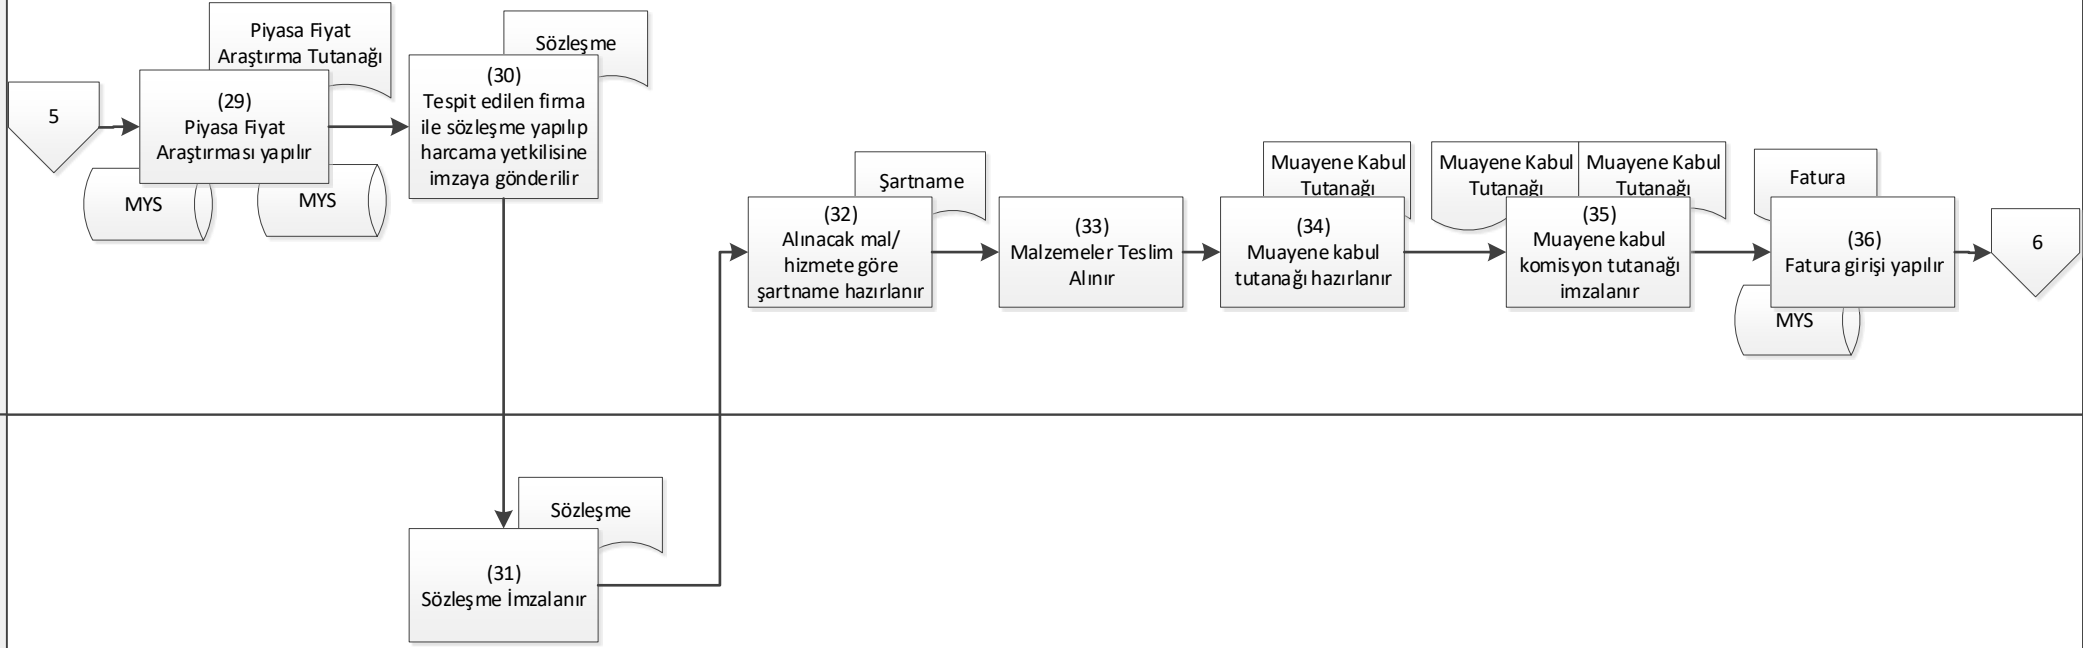 5
Piyasa Fiyat
Araştırma Tutanağı
(29)
Piyasa Fiyat
Araştırması yapılır
MYS
MYS
Sözleşme
(30)
Tespit edilen firma
ile sözleşme yapılıp
harcama yetkilisine
imzaya gönderilir
Sözleşme
(31)
Sözleşme İmzalanır
Şartname
(32)
Alınacak mal/
hizmete göre
şartname hazırlanır
(33)
Malzemeler Teslim
Alınır
Muayene Kabul
Tutanağı
(34)
Muayene kabul
tutanağı hazırlanır
Muayene Kabul
Tutanağı
Muayene Kabul
Tutanağı
(35)
Muayene kabul
komisyon tutanağı
imzalanır
Fatura
(36)
Fatura girişi yapılır
MYS
6